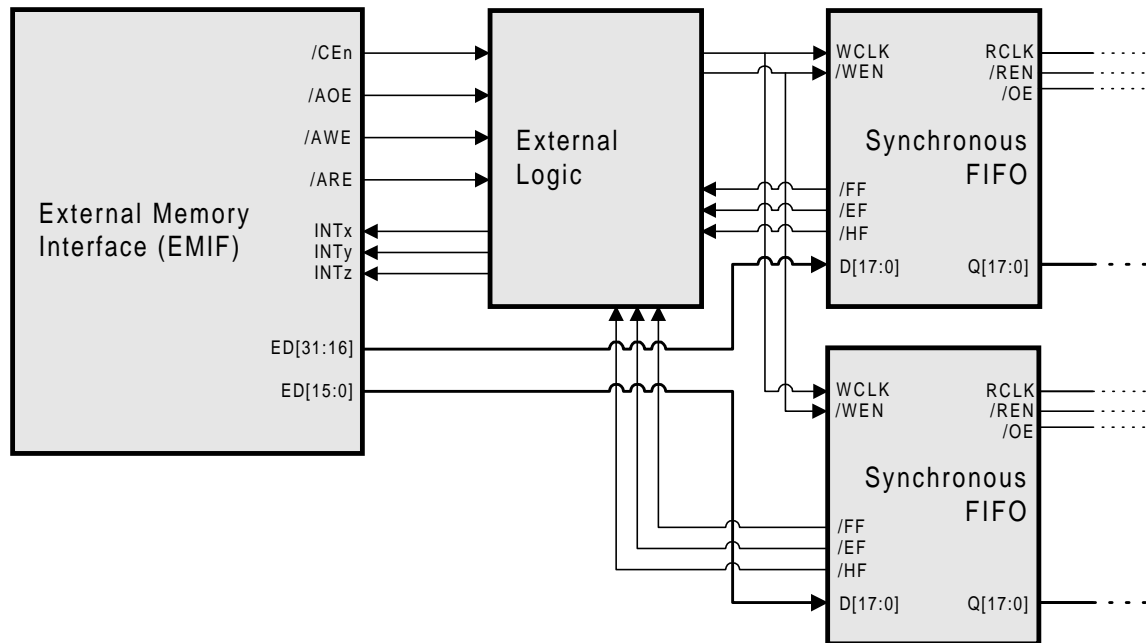 /CEn
/AOE
/AWE
/ARE
External Memory
Interface (EMIF)
INTx
INTy
INTz
ED[31:16]
ED[15:0]
External
Logic
WCLK
/WEN
RCLK
/REN
/OE
Synchronous
FIFO
/FF
/EF
/HF
D[17:0]
Q[17:0]
WCLK
/WEN
RCLK
/REN
/OE
Synchronous
FIFO
/FF
/EF
/HF
D[17:0]
Q[17:0]